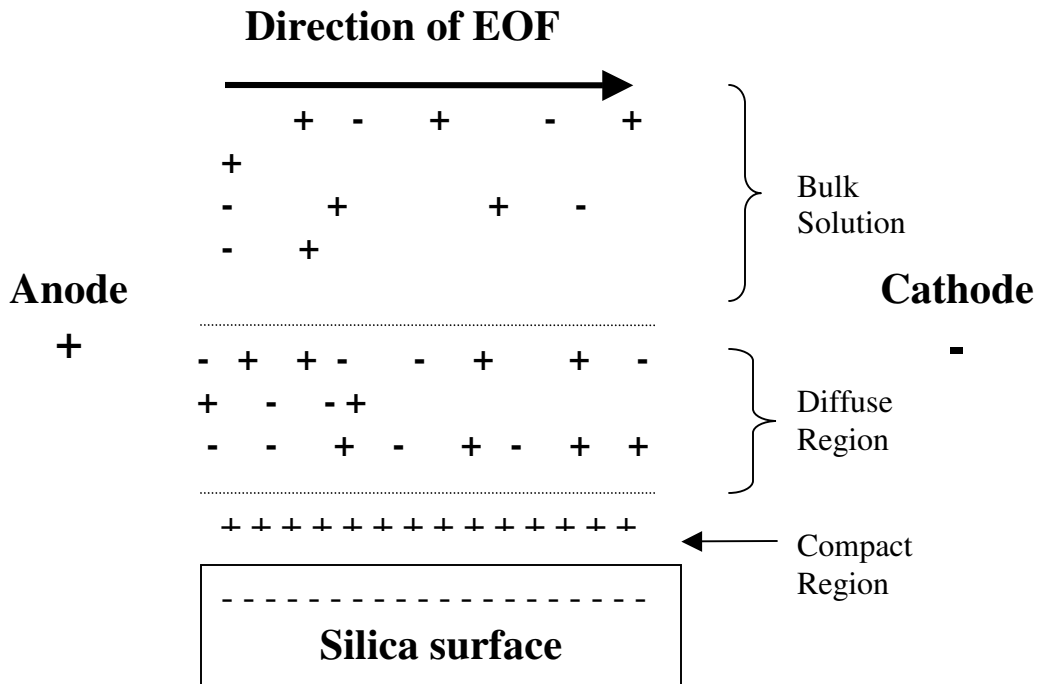 Direction of EOF
+ - + - +
+
- + + -
- +
Bulk
Solution
Anode
+
Cathode
-
- + + - - + + -
+ - - +
- - + - + - + +
Diffuse
Region
+ + + + + + + + + + + + + +
Compact
Region
- - - - - - - - - - - - - - - - - - - -
Silica surface